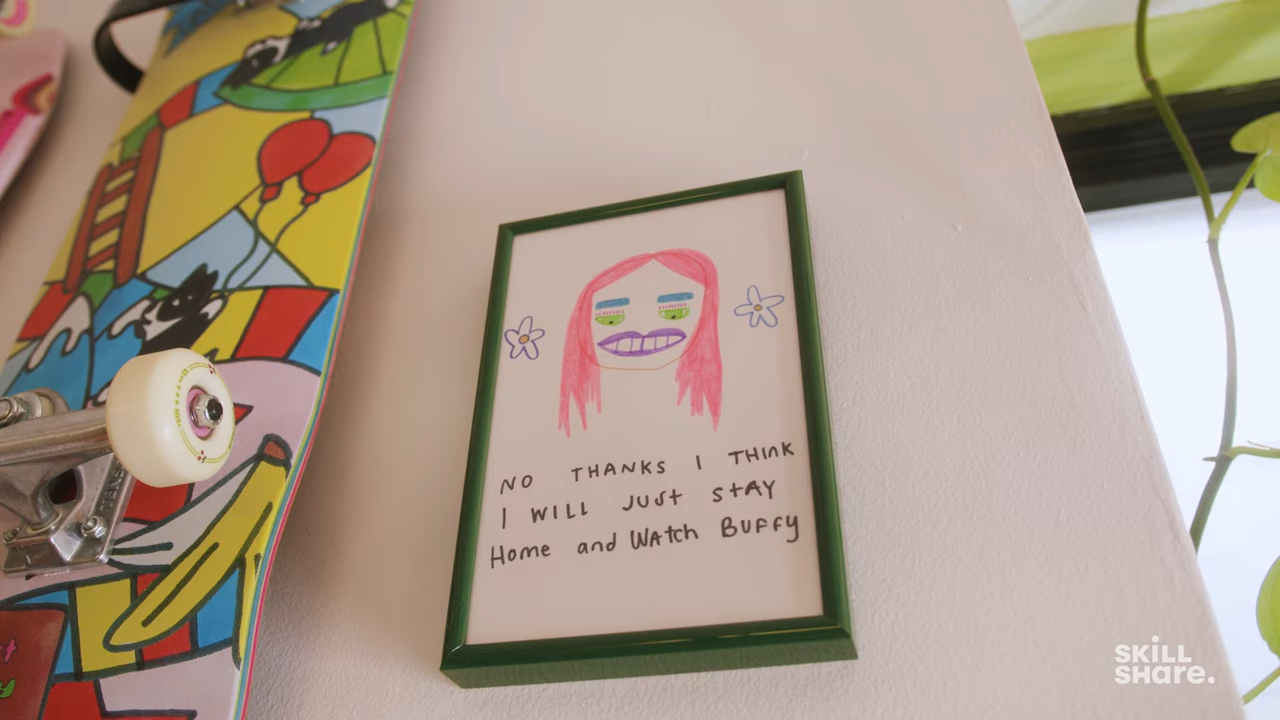 NO THANKS I THINK
I WILL JUST STAY
Home and WAtch BUFFY
SKILL
SHare.